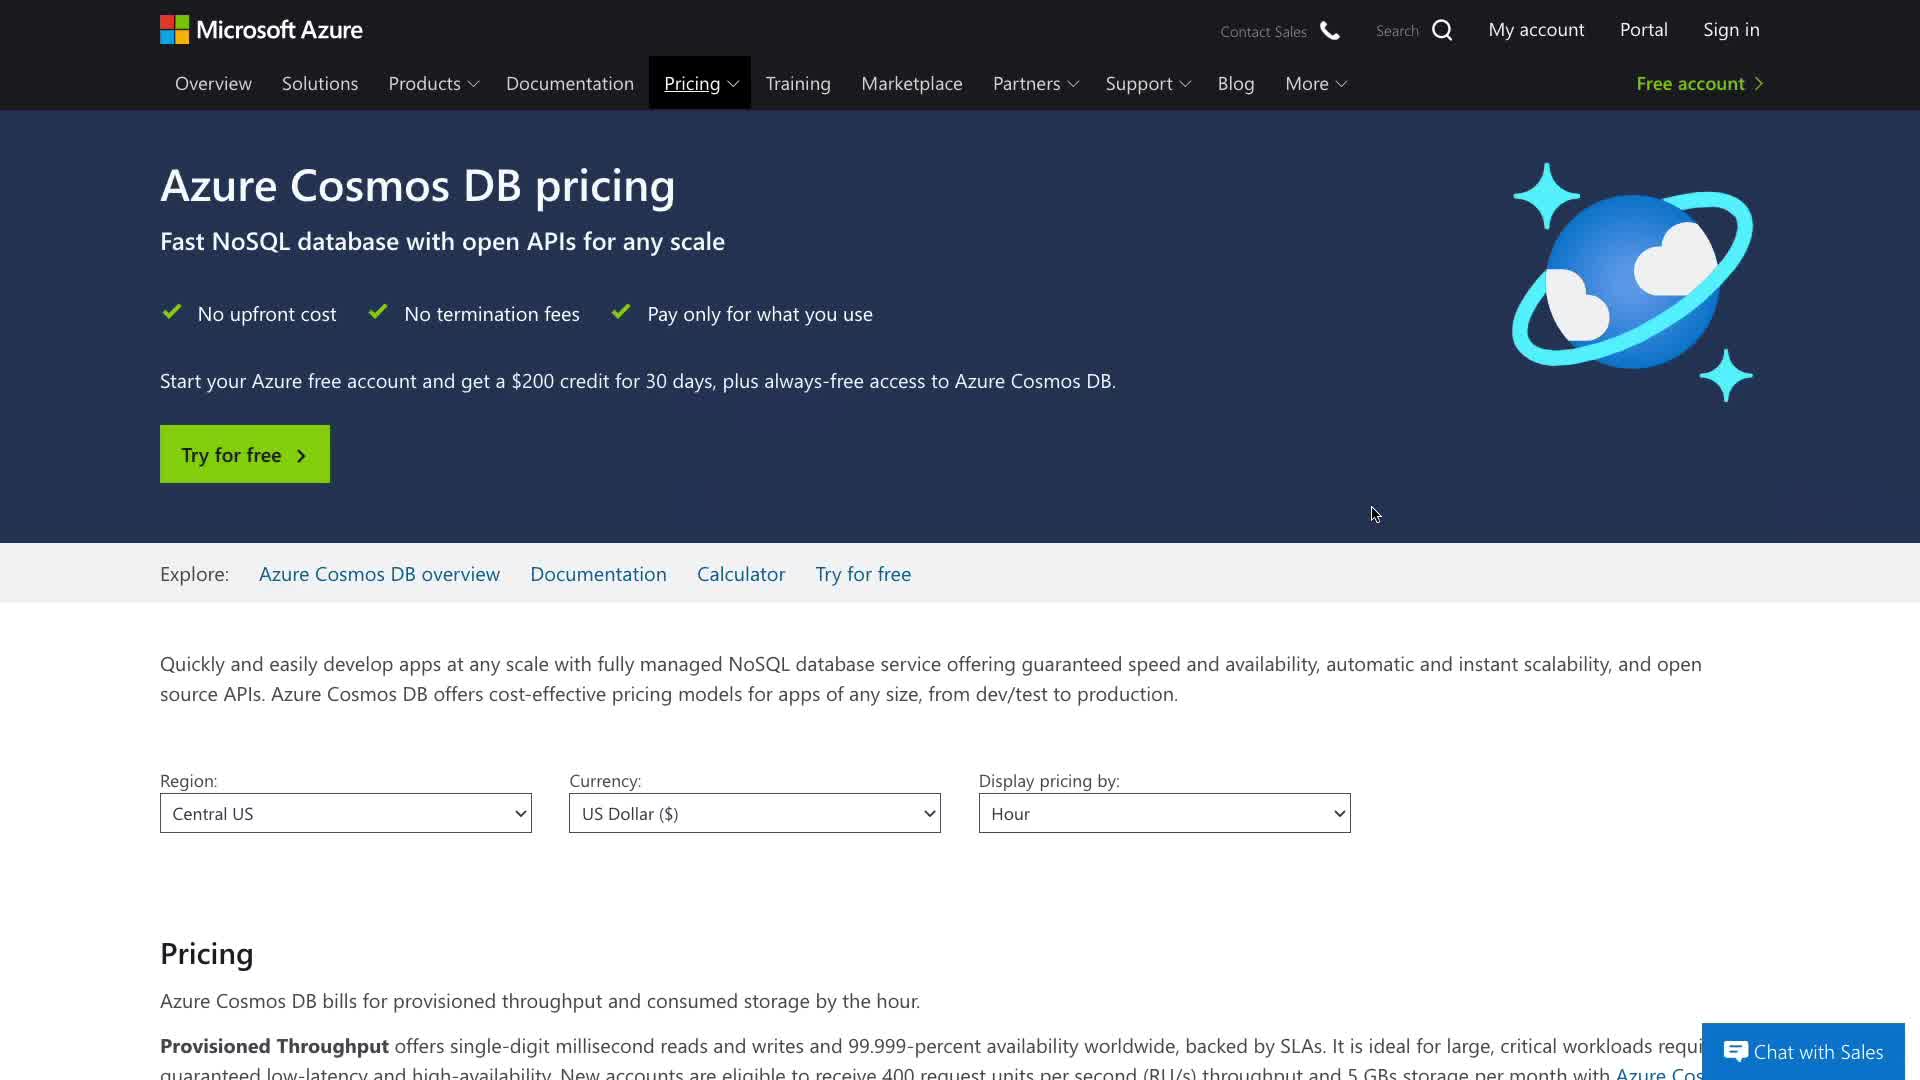 Microsoft Azure
Contact Sales
Search
My account
Portal
Sign in
Overview
Solutions
Products
Documentation
Pricing
Training
Marketplace
Partners
Support
Blog
More
Free account
Azure Cosmos DB pricing
Fast NoSQL database with open APIs for any scale
No upfront cost
No termination fees
Pay only for what you use
Start your Azure free account and get a $200 credit for 30 days, plus always-free access to Azure Cosmos DB.
Try for free
Explore:
Azure Cosmos DB overview
Documentation
Calculator
Try for free
Quickly and easily develop apps at any scale with fully managed NoSQL database service offering guaranteed speed and availability, automatic and instant scalability, and open
source APIs. Azure Cosmos DB offers cost-effective pricing models for apps of any size, from dev/test to production.
Region:
Central US
Currency:
US Dollar ($)
Display pricing by:
Hour
Pricing
Azure Cosmos DB bills for provisioned throughput and consumed storage by the hour.
Provisioned Throughput offers single-digit millisecond reads and writes and 99.999-percent availability worldwide, backed by SLAs. It is ideal for large, critical workloads requi
guaranteed low-latency and high-availability. New accounts are eligible to receive 400 request units per second (RU/s) throughput and 5 GBs storage per month with Azure Cos
Chat with Sales